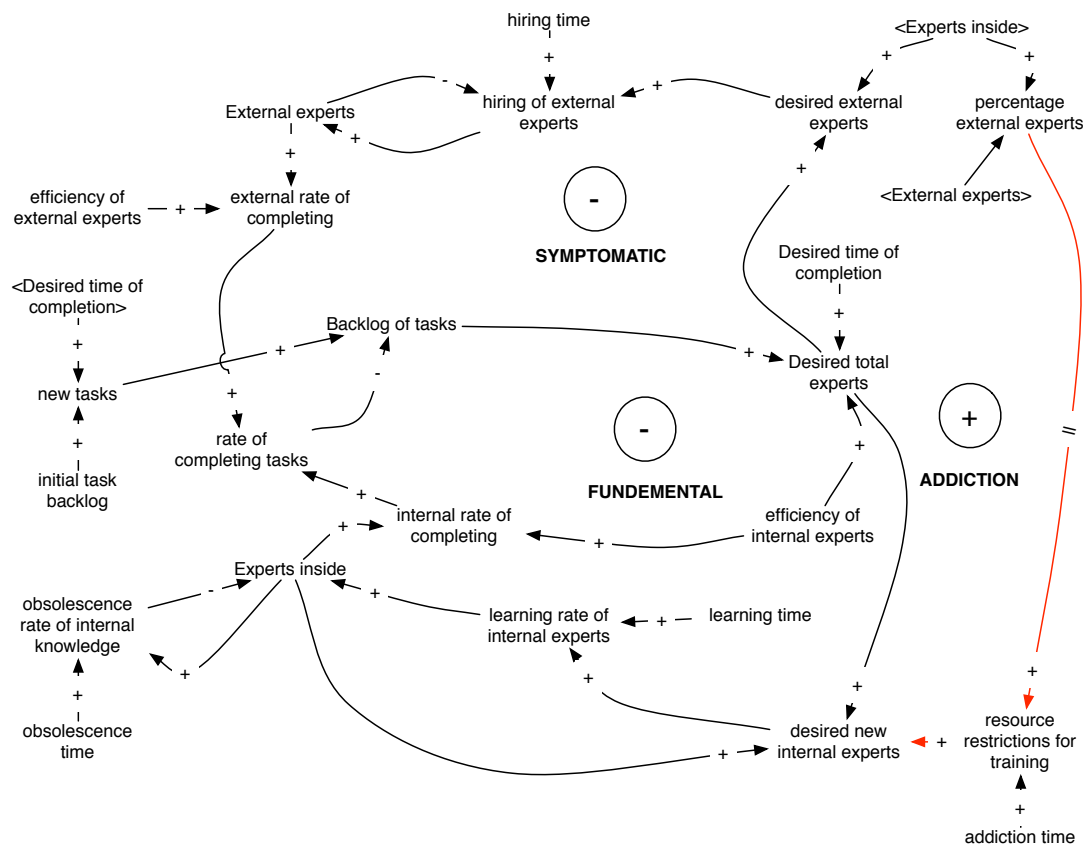 hiring time
<Experts inside>
+
+
+
-
+
hiring of external
experts
desired external
experts
percentage
external experts
External experts
+
+
+
efficiency of
external experts
+
external rate of
completing
-
<External experts>
SYMPTOMATIC
Desired time of
completion
<Desired time of
completion>
+
Backlog of tasks
+
+
+
-
Desired total
experts
new tasks
+
+
-
+
=
rate of
completing tasks
+
initial task
backlog
FUNDEMENTAL
ADDICTION
+
internal rate of
completing
efficiency of
internal experts
+
+
Experts inside
-
+
obsolescence
rate of internal
knowledge
learning rate of
internal experts
+
learning time
+
+
+
+
+
obsolescence
time
desired new
internal experts
+
resource
restrictions for
training
+
+
addiction time